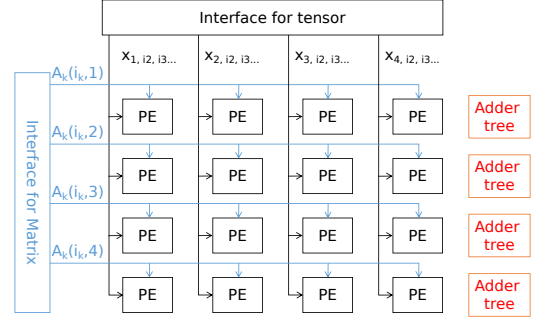 Interface for tensor
x1, i2, i3... x2, i2, i3... x3, i2, i3... x4, i2, i3...
Ak(ik,1)
PE PE PE PE Adder tree
Ak(ik,2)
PE PE PE PE Adder tree
Ak(ik,3)
PE PE PE PE Adder tree
Ak(ik,4)
PE PE PE PE Adder tree
Interface for Matrix